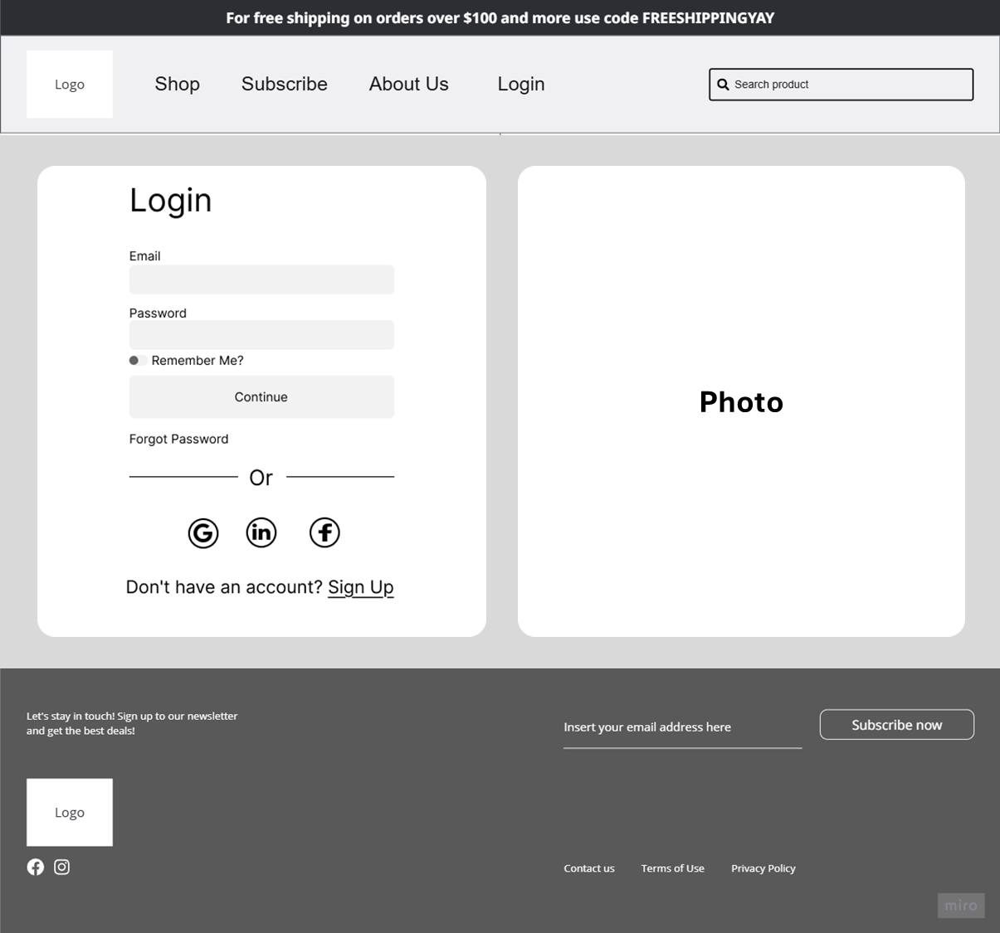 For free shipping on orders over $100 and more use code FREESHIPPINGYAY
Logo
Shop
Subscribe
About Us
Login
Search product
Login
Email
Password
Remember Me?
Continue
Forgot Password
Or
G
in
f
Don't have an account? Sign Up
Photo
Let's stay in touch! Sign up to our newsletter
and get the best deals!
Insert your email address here
Subscribe now
Logo
Contact us
Terms of Use
Privacy Policy
miro